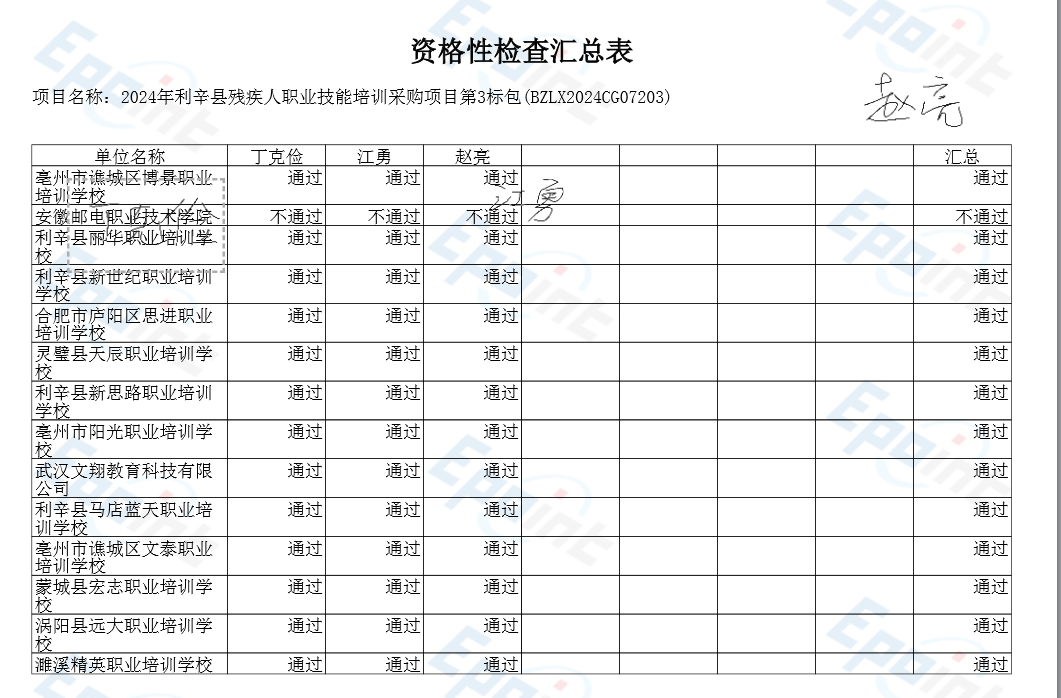 资格性检查汇总表
赵亮
项目名称：2024年利辛县残疾人职业技能培训采购项目第3标包(BZLX2024CG07203)
单位名称 丁克俭 江勇 赵亮 汇总
亳州市谯城区博景职业 通过 通过 通过 通过
培训学校
江勇
安徽邮电职业技术学院 不通过 不通过 不通过 不通过
利辛县丽华职业培训学 通过 通过 通过 通过
校
利辛县新世纪职业培训 通过 通过 通过 通过
学校
合肥市庐阳区思进职业 通过 通过 通过 通过
培训学校
灵璧县天辰职业培训学 通过 通过 通过 通过
校
利辛县新思路职业培训 通过 通过 通过 通过
学校
亳州市阳光职业培训学 通过 通过 通过 通过
校
武汉文翔教育科技有限 通过 通过 通过 通过
公司
利辛县马店蓝天职业培 通过 通过 通过 通过
训学校
亳州市谯城区文泰职业 通过 通过 通过 通过
培训学校
蒙城县宏志职业培训学 通过 通过 通过 通过
校
涡阳县远大职业培训学 通过 通过 通过 通过
校
濉溪精英职业培训学校 通过 通过 通过 通过
Epoint